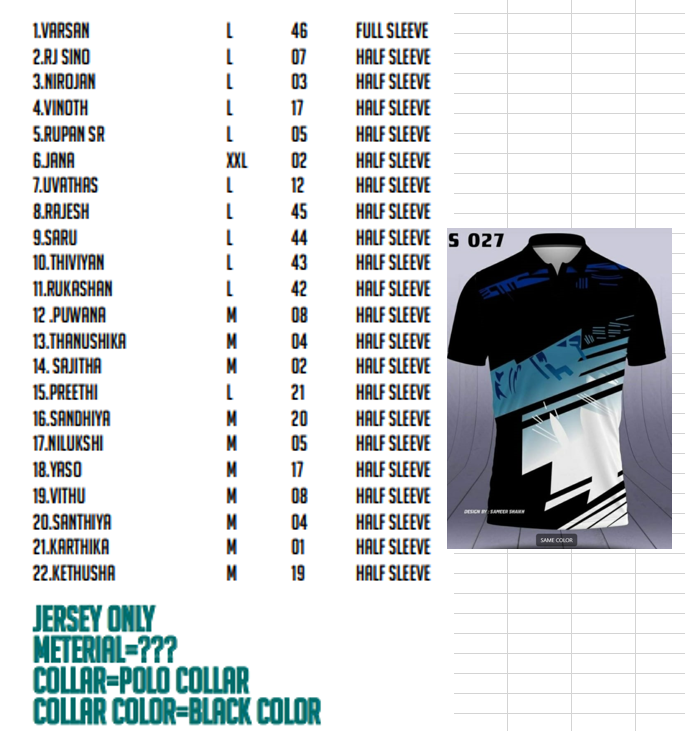 1.VARSAN L 46 FULL SLEEVE
2.RJ SINO L 07 HALF SLEEVE
3.NIROJAN L 03 HALF SLEEVE
4.VINOTH L 17 HALF SLEEVE
5.RUPAN SR L 05 HALF SLEEVE
6.JANA XXL 02 HALF SLEEVE
7.UVATHAS L 12 HALF SLEEVE
8.RAJESH L 45 HALF SLEEVE
9.SARU L 44 HALF SLEEVE
10.THIVIYAN L 43 HALF SLEEVE
11.RUKASHAN L 42 HALF SLEEVE
12 .PUWANA M 08 HALF SLEEVE
13.THANUSHIKA M 04 HALF SLEEVE
14. SAJITHA M 02 HALF SLEEVE
15.PREETHI L 21 HALF SLEEVE
16.SANDHIYA M 20 HALF SLEEVE
17.NILUKSHI M 05 HALF SLEEVE
18.YASO M 17 HALF SLEEVE
19.VITHU M 08 HALF SLEEVE
20.SANTHIYA M 04 HALF SLEEVE
21.KARTHIKA M 01 HALF SLEEVE
22.KETHUSHA M 19 HALF SLEEVE
JERSEY ONLY
METERIAL=???
COLLAR=POLO COLLAR
COLLAR COLOR=BLACK COLOR
S 027
DESIGN BY : SAMEER SHAIKH
SAME COLOR